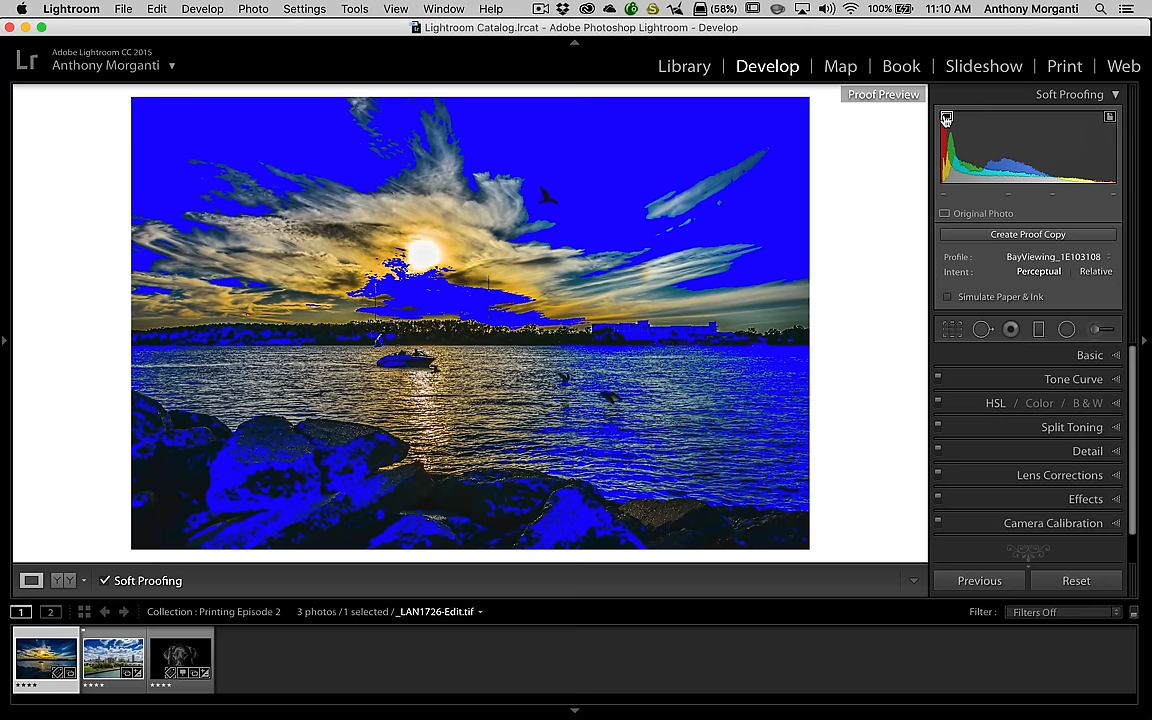 Lightroom File Edit Photo Develop Settings Tools View Window Help (58%) 100% 11:10 AM Anthony Morganti
Lightroom Catalog.lrcat - Adobe Photoshop Lightroom - Develop
Lr Adobe Lightroom CC 2015
Anthony Morganti
Library | Develop | Map | Book | Slideshow | Print | Web
Proof Preview
Soft Proofing
Original Photo
Create Proof Copy
Profile : BayViewing_1E103108
Intent : Perceptual Relative
Simulate Paper & Ink
Basic
Tone Curve
HSL / Color / B & W
Split Toning
Detail
Lens Corrections
Effects
Camera Calibration
Y Y Soft Proofing
Previous Reset
1 2 Collection : Printing Episode 2 3 photos / 1 selected / _LAN1726-Edit.tif Filter : Filters Off